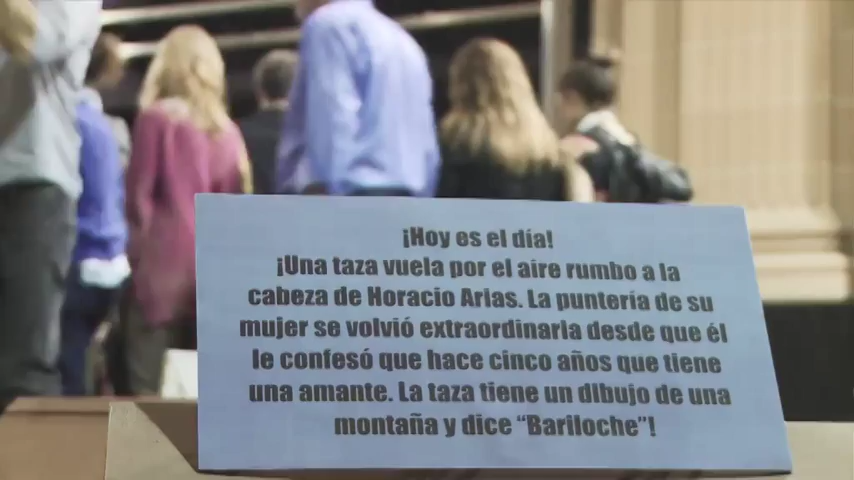 ¡Hoy es el día!
¡Una taza vuela por el aire rumbo a la
cabeza de Horacio Arias. La puntería de su
mujer se volvió extraordinaria desde que él
le confesó que hace cinco años que tiene
una amante. La taza tiene un dibujo de una
montaña y dice “Bariloche”!